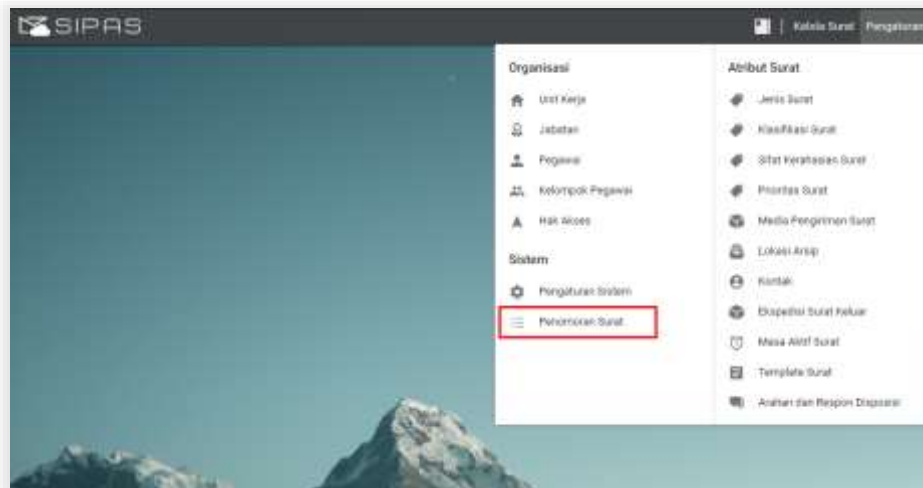 SIPAS
Kelola Surat
Pengaturan
Organisasi
Unit Kerja
Jabatan
Pegawai
Kelompok Pegawai
Hak Akses
Sistem
Pengaturan Sistem
Penomoran Surat
Atribut Surat
Jenis Surat
Klasifikasi Surat
Sifat Kerahasian Surat
Prioritas Surat
Media Pengiriman Surat
Lokasi Arsip
Kontak
Ekspedisi Surat Keluar
Masa Aktif Surat
Template Surat
Arahan dan Respon Disposisi